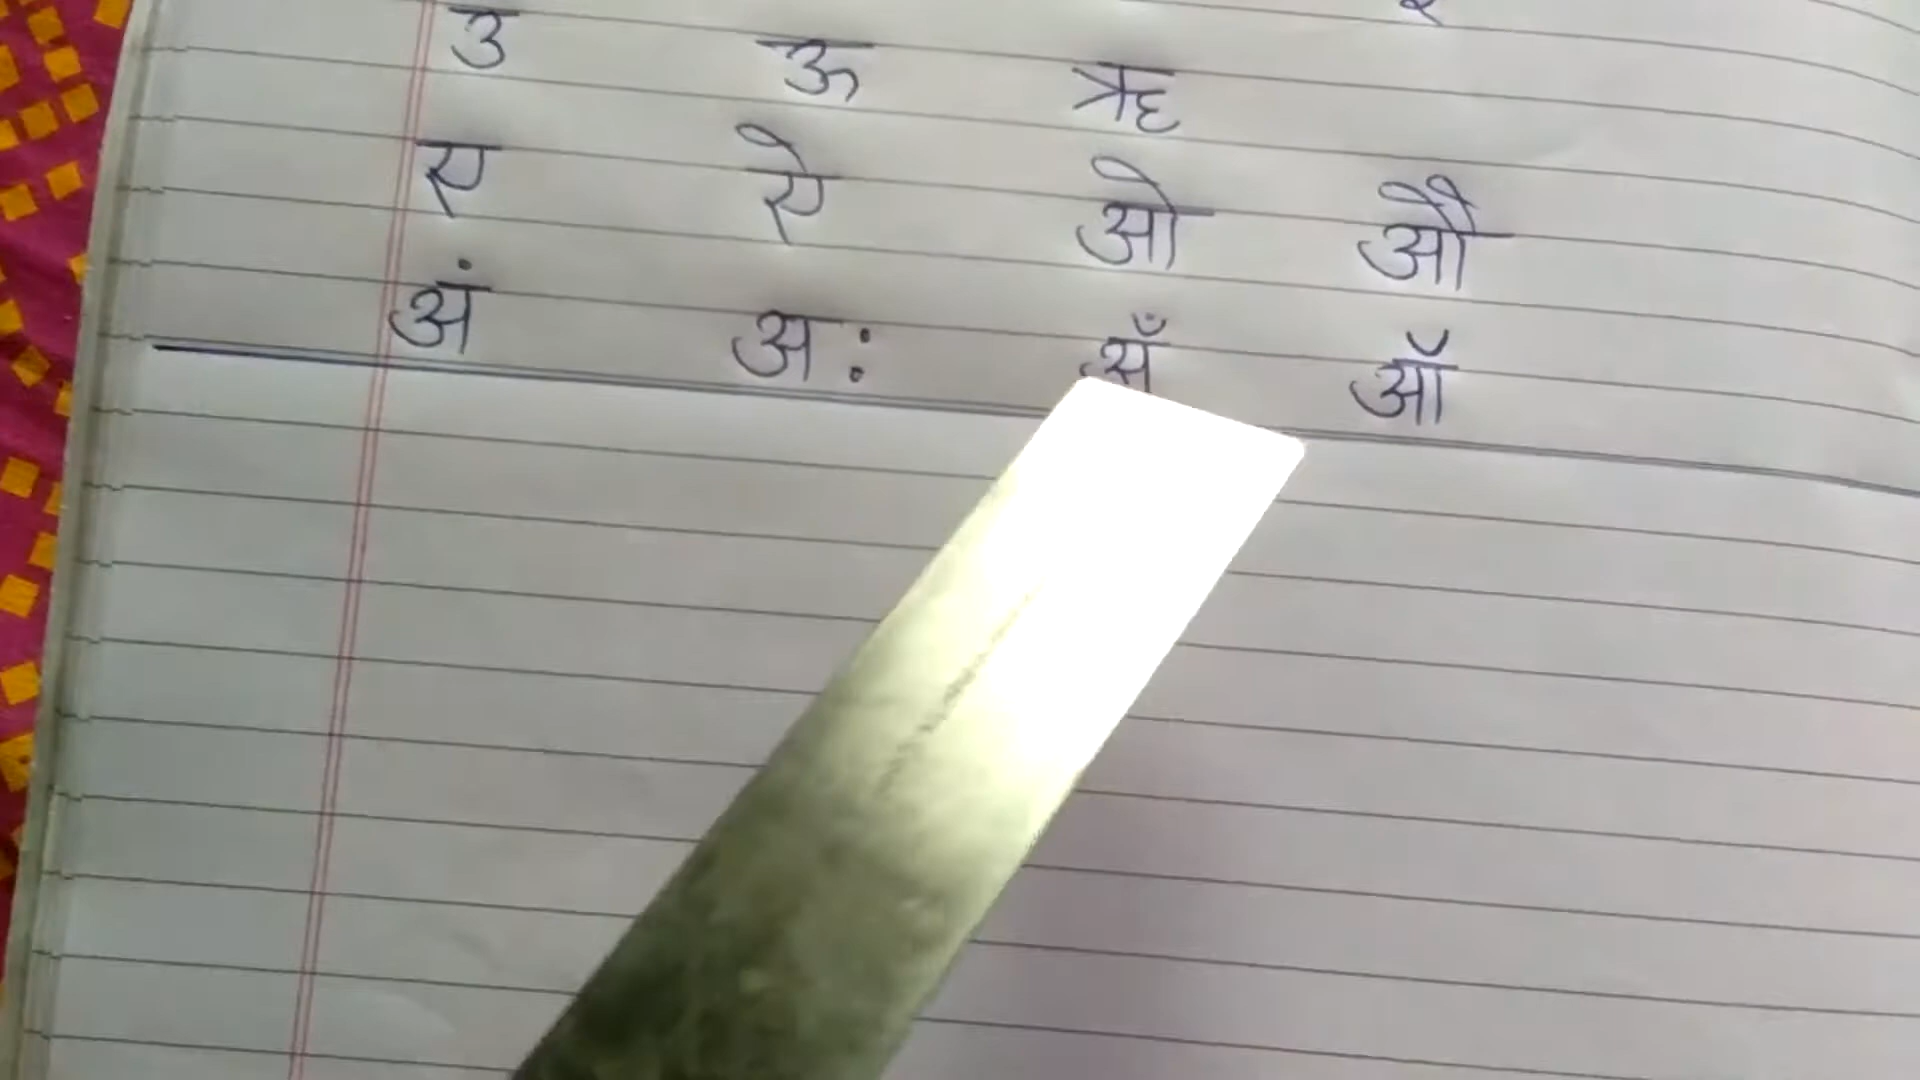 उ ऊ ऋ
ए ऐ ओ औ
अं अः अँ ऑ